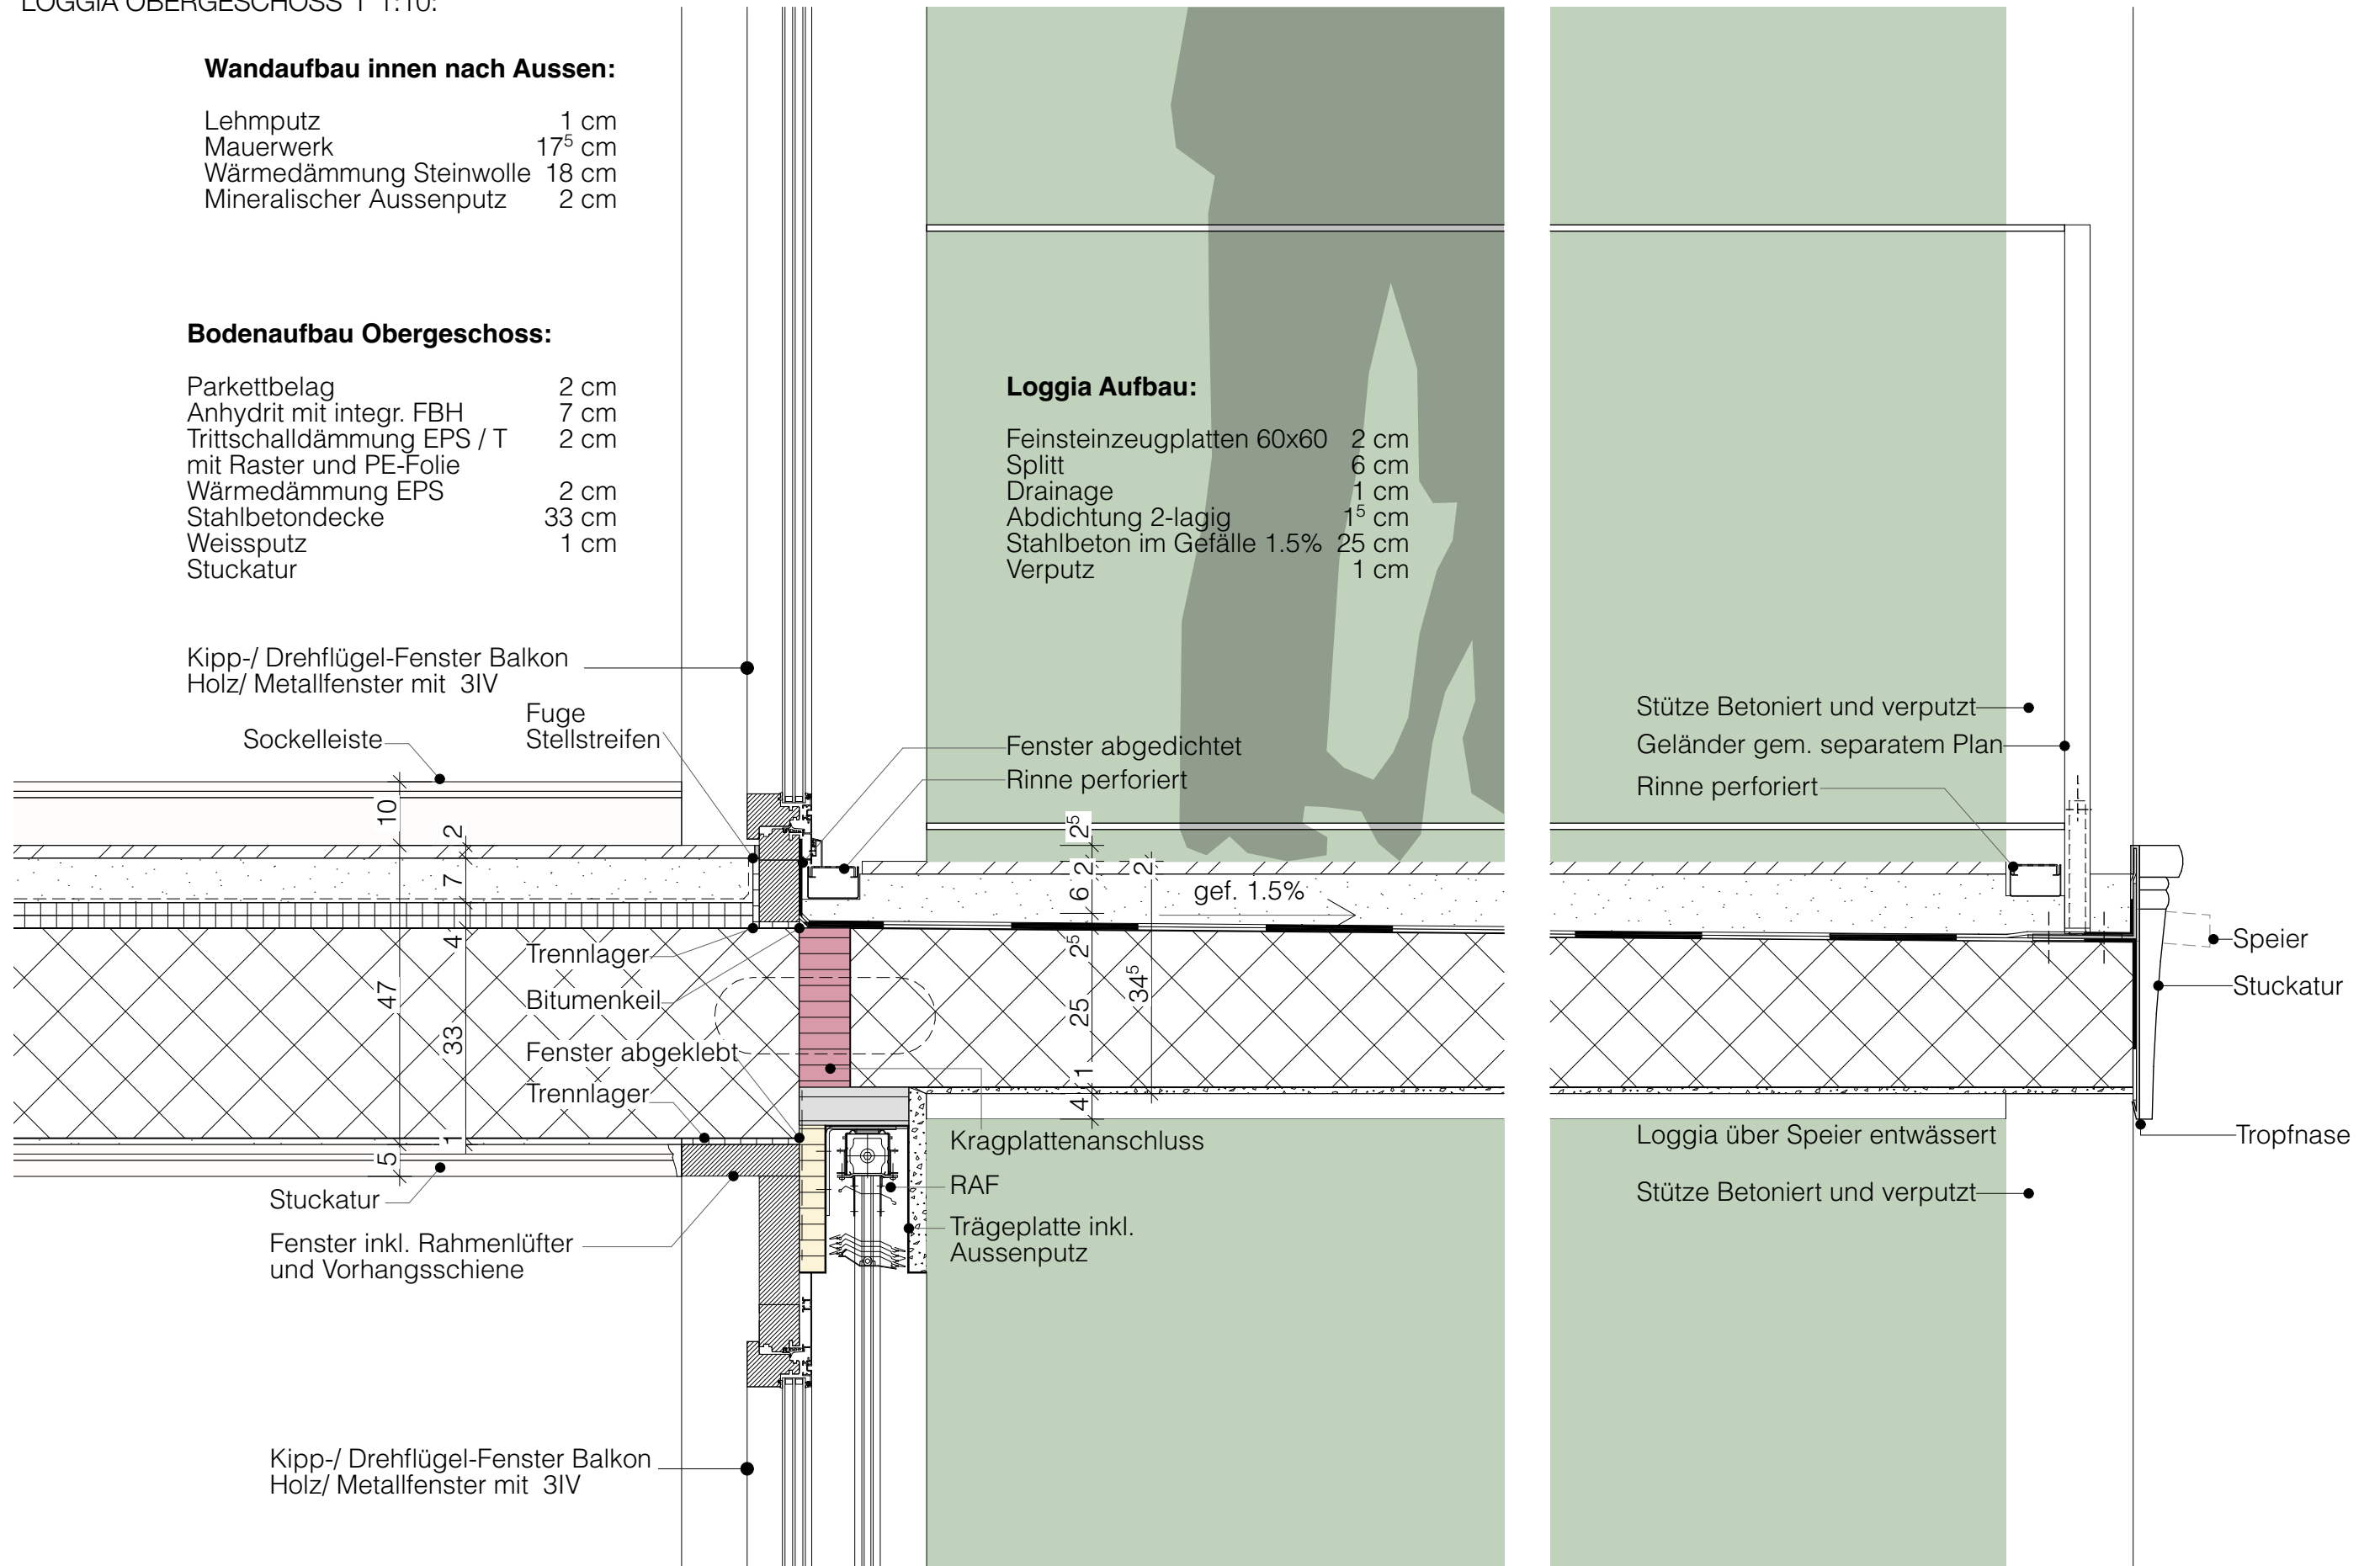 LOGGIA OBERGESCHOSS 1 1:10:
Wandaufbau innen nach Aussen:
Lehmputz 1 cm
Mauerwerk 17⁵ cm
Wärmedämmung Steinwolle 18 cm
Mineralischer Aussenputz 2 cm
Bodenaufbau Obergeschoss:
Parkettbelag 2 cm
Anhydrit mit integr. FBH 7 cm
Trittschalldämmung EPS / T 2 cm
mit Raster und PE-Folie
Wärmedämmung EPS 2 cm
Stahlbetondecke 33 cm
Weissputz 1 cm
Stuckatur
Loggia Aufbau:
Feinsteinzeugplatten 60x60 2 cm
Splitt 6 cm
Drainage 1 cm
Abdichtung 2-lagig 1⁵ cm
Stahlbeton im Gefälle 1.5% 25 cm
Verputz 1 cm
Kipp-/ Drehflügel-Fenster Balkon
Holz/ Metallfenster mit 3IV
Fuge
Stellstreifen
Sockelleiste
Fenster abgedichtet
Rinne perforiert
Stütze Betoniert und verputzt
Geländer gem. separatem Plan
Rinne perforiert
10
2
7
4
47
33
1
5
2⁵
2
6
2
2⁵
25
34⁵
1
4
gef. 1.5%
Trennlager
Bitumenkeil
Fenster abgeklebt
Trennlager
Speier
Stuckatur
Tropfnase
Kragplattenanschluss
RAF
Trägeplatte inkl.
Aussenputz
Loggia über Speier entwässert
Stütze Betoniert und verputzt
Stuckatur
Fenster inkl. Rahmenlüfter
und Vorhangsschiene
Kipp-/ Drehflügel-Fenster Balkon
Holz/ Metallfenster mit 3IV